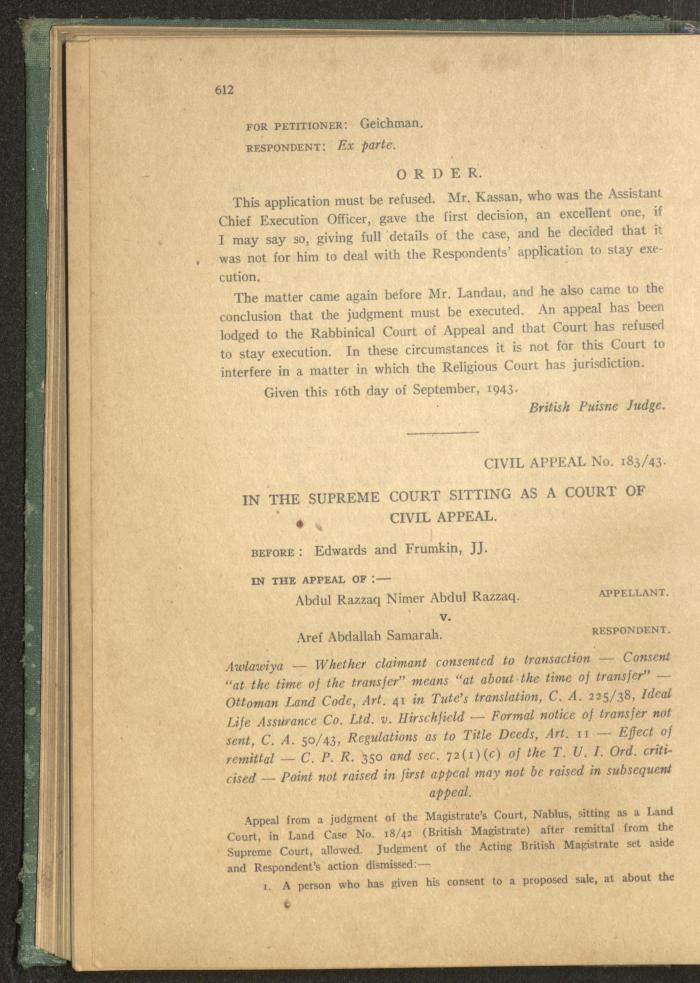 612
FOR PETITIONER: Geichman.
RESPONDENT: Ex parte.
ORDER.
This application must be refused. Mr. Kassan, who was the Assistant
Chief Execution Officer, gave the first decision, an excellent one, if
I may say so, giving full details of the case, and he decided that it
was not for him to deal with the Respondents' application to stay exe-
cution.
The matter came again before Mr. Landau, and he also came to the
conclusion that the judgment must be executed. An appeal has been
lodged to the Rabbinical Court of Appeal and that Court has refused
to stay execution. In these circumstances it is not for this Court to
interfere in a matter in which the Religious Court has jurisdiction.
Given this 16th day of September, 1943.
British Puisne Judge.
CIVIL APPEAL No. 183/43.
IN THE SUPREME COURT SITTING AS A COURT OF
CIVIL APPEAL.
BEFORE: Edwards and Frumkin, JJ.
IN THE APPEAL OF :—
Abdul Razzaq Nimer Abdul Razzaq. APPELLANT.
v.
Aref Abdallah Samarah. RESPONDENT.
Awlawiya — Whether claimant consented to transaction — Consent
"at the time of the transfer" means "at about the time of transfer" —
Ottoman Land Code, Art. 41 in Tute's translation, C. A. 225/38, Ideal
Life Assurance Co. Ltd. v. Hirschfield — Formal notice of transfer not
sent, C. A. 50/43, Regulations as to Title Deeds, Art. 11 — Effect of
remittal — C. P. R. 350 and sec. 72(1)(c) of the T. U. I. Ord. criti-
cised — Point not raised in first appeal may not be raised in subsequent
appeal.
Appeal from a judgment of the Magistrate's Court, Nablus, sitting as a Land
Court, in Land Case No. 18/42 (British Magistrate) after remittal from the
Supreme Court, allowed. Judgment of the Acting British Magistrate set aside
and Respondent's action dismissed:—
1. A person who has given his consent to a proposed sale, at about the